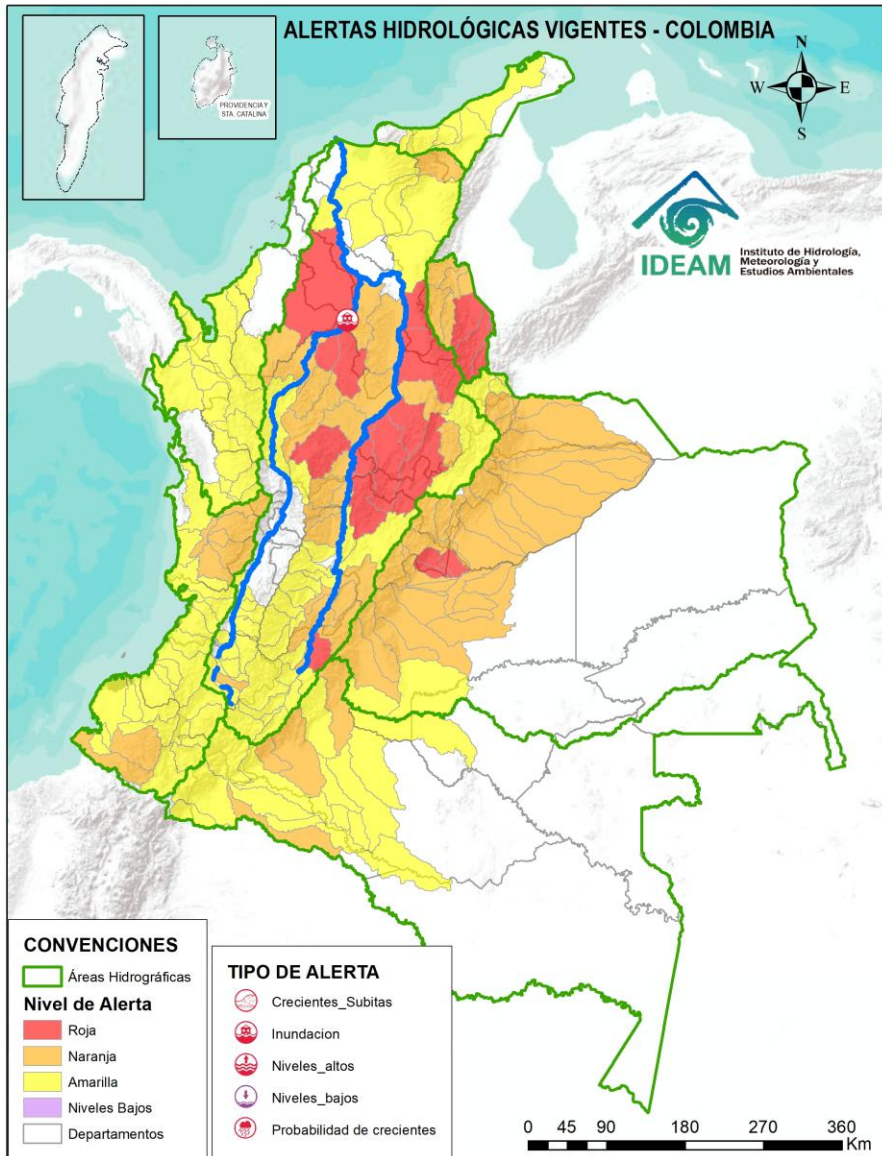 ALERTAS HIDROLÓGICAS VIGENTES - COLOMBIA
PROVIDENCIA Y
STA. CATALINA
N
W
E
S
IDEAM
Instituto de Hidrología,
Meteorología y
Estudios Ambientales
CONVENCIONES
Áreas Hidrográficas
Nivel de Alerta
Roja
Naranja
Amarilla
Niveles Bajos
Departamentos
TIPO DE ALERTA
Crecientes_Subitas
Inundacion
Niveles_altos
Niveles_bajos
Probabilidad de crecientes
0 45 90 180 270 360
Km